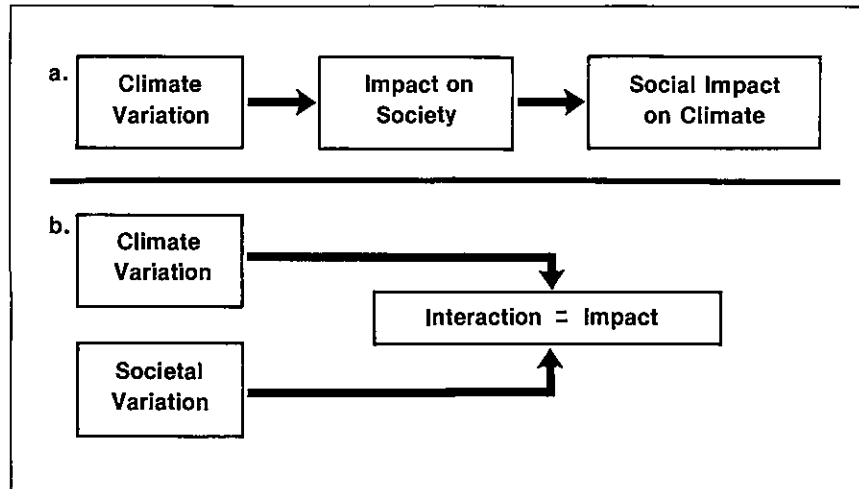 a.
Climate
Variation
Impact on
Society
Social Impact
on Climate
b.
Climate
Variation
Interaction = Impact
Societal
Variation